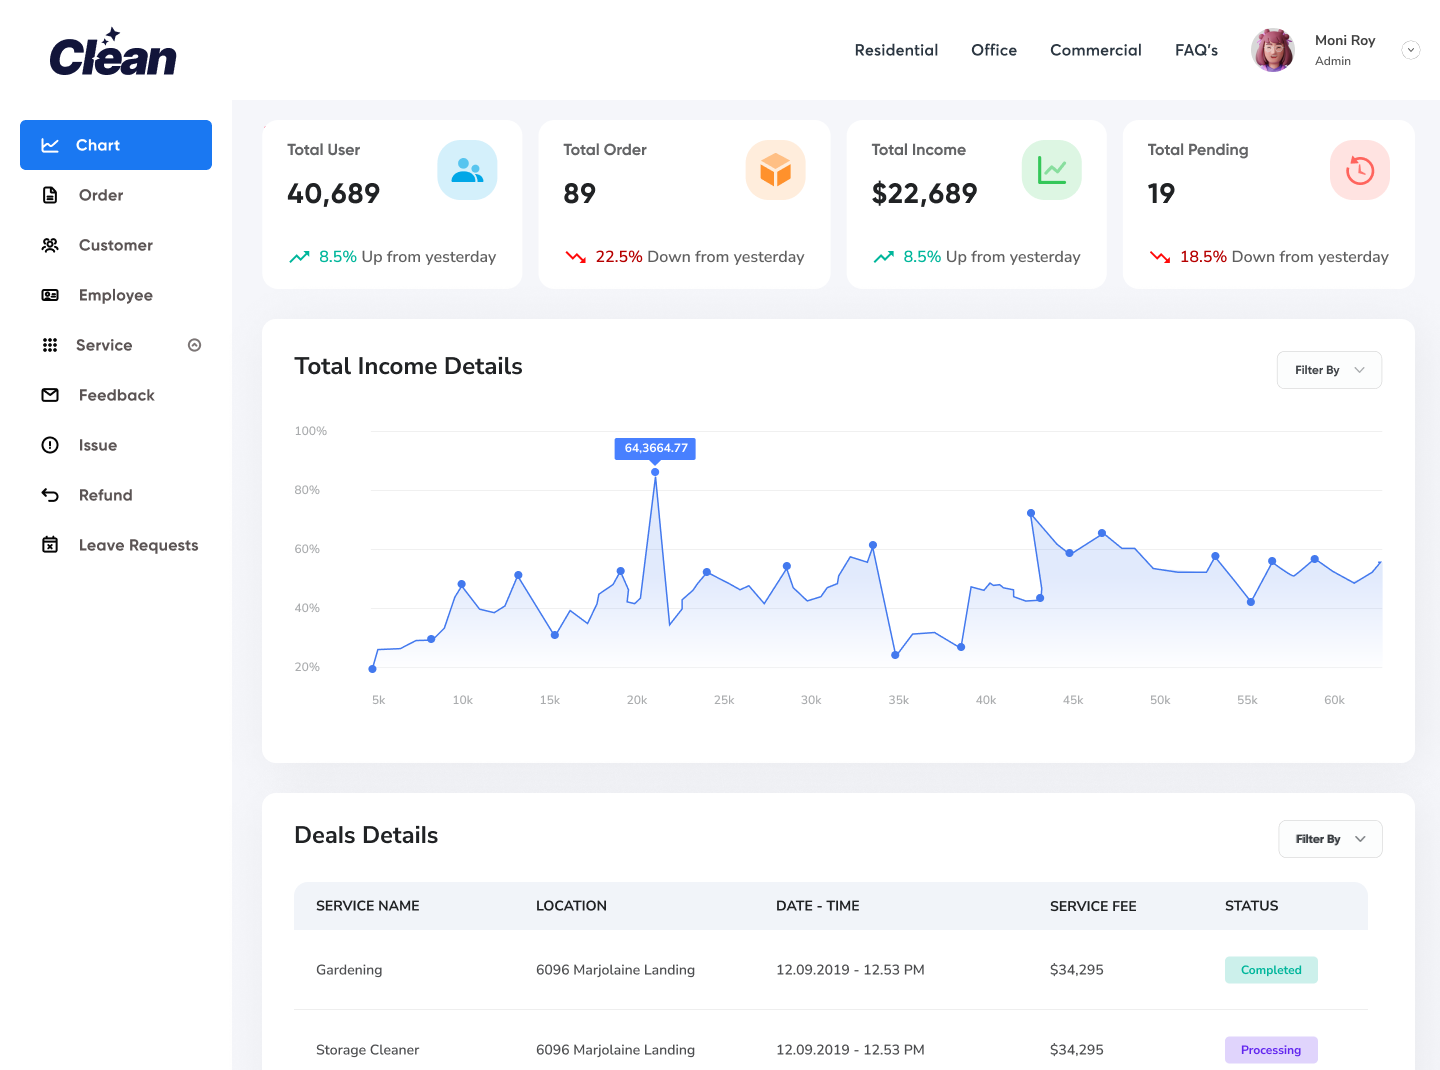 Clean
Residential Office Commercial FAQ's
Moni Roy
Admin
Chart
Order
Customer
Employee
Service
Feedback
Issue
Refund
Leave Requests
Total User
40,689
8.5% Up from yesterday
Total Order
89
22.5% Down from yesterday
Total Income
$22,689
8.5% Up from yesterday
Total Pending
19
18.5% Down from yesterday
Total Income Details
Filter By
100%
80%
60%
40%
20%
64,3664.77
5k 10k 15k 20k 25k 30k 35k 40k 45k 50k 55k 60k
Deals Details
Filter By
SERVICE NAME LOCATION DATE - TIME SERVICE FEE STATUS
Gardening 6096 Marjolaine Landing 12.09.2019 - 12.53 PM $34,295 Completed
Storage Cleaner 6096 Marjolaine Landing 12.09.2019 - 12.53 PM $34,295 Processing